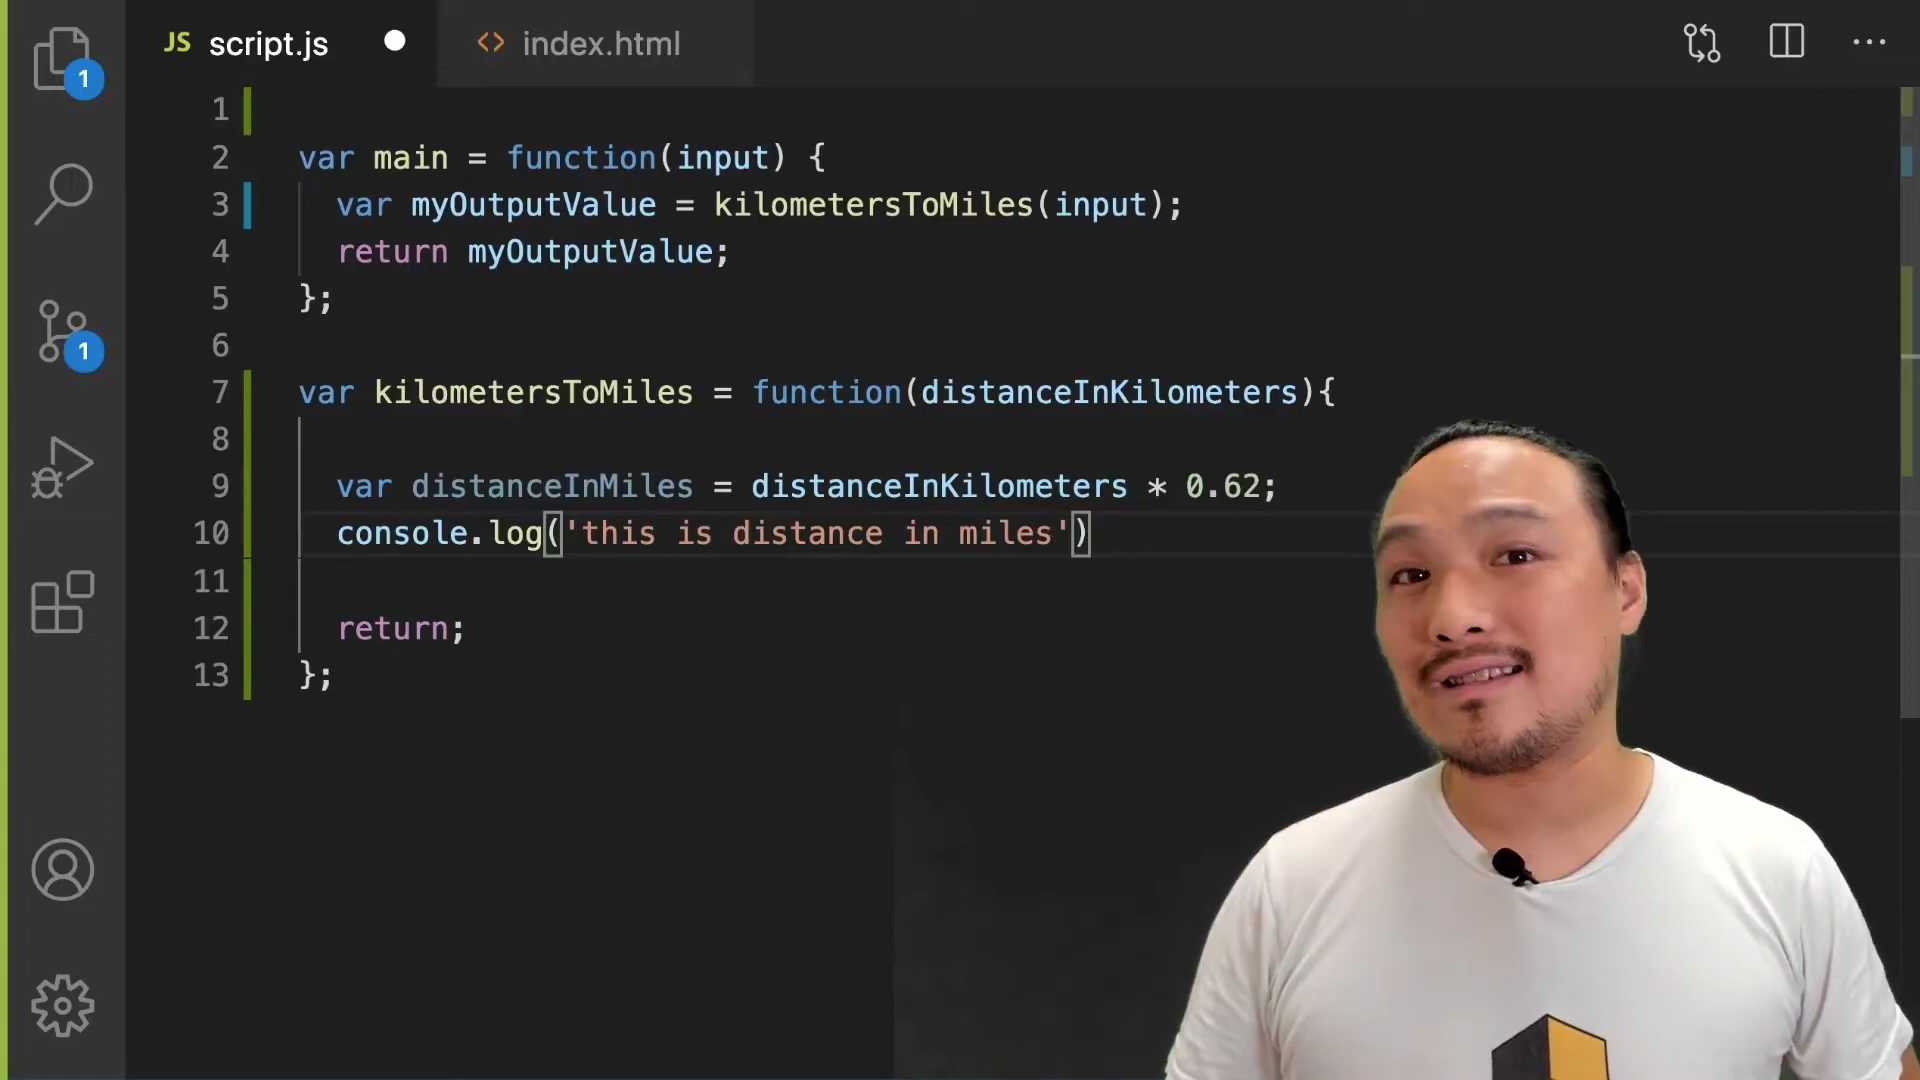 JS script.js
<> index.html
1
1
1
2 var main = function(input) {
3 var myOutputValue = kilometersToMiles(input);
4 return myOutputValue;
5 };
6
7 var kilometersToMiles = function(distanceInKilometers){
8
9 var distanceInMiles = distanceInKilometers * 0.62;
10 console.log('this is distance in miles')
11
12 return;
13 };